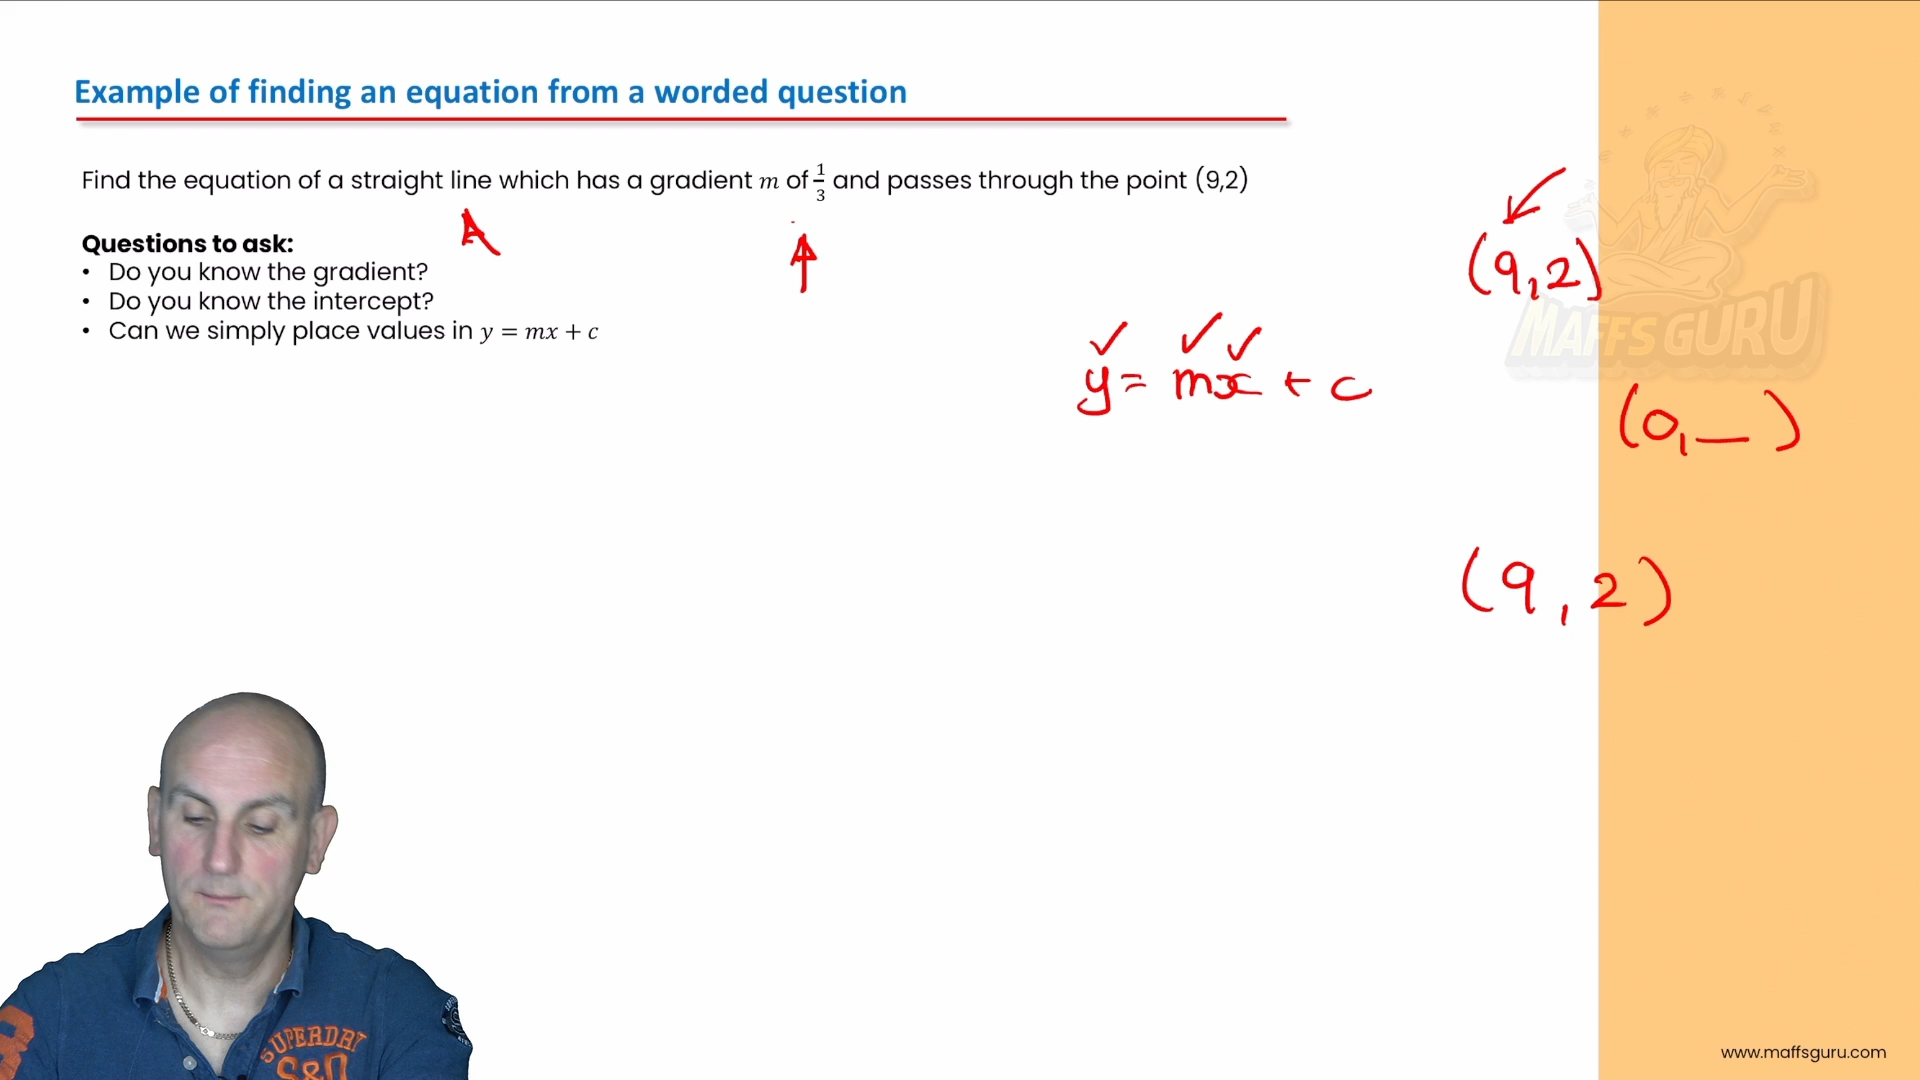 Example of finding an equation from a worded question
Find the equation of a straight line which has a gradient m of 1/3 and passes through the point (9,2)
Questions to ask:
• Do you know the gradient?
• Do you know the intercept?
• Can we simply place values in y = mx + c
(9,2)
MAFFS GURU
y = mx + c
(0,_)
(9,2)
SUPERDRY
S&D
www.maffsguru.com